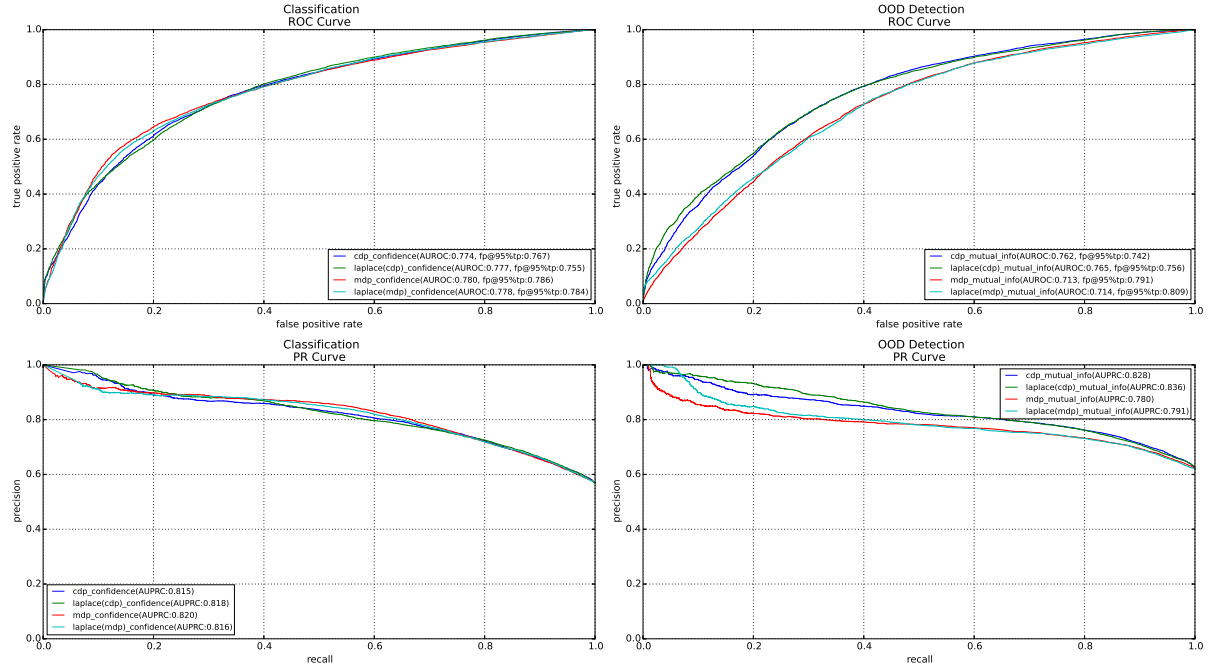 Classification
ROC Curve
1.0
0.8
0.6
0.4
0.2
0.0
true positive rate
cdp_confidence(AUROC:0.774, fp@95%tp:0.767)
laplace(cdp)_confidence(AUROC:0.777, fp@95%tp:0.755)
mdp_confidence(AUROC:0.780, fp@95%tp:0.786)
laplace(mdp)_confidence(AUROC:0.778, fp@95%tp:0.784)
0.0 0.2 0.4 0.6 0.8 1.0
false positive rate
OOD Detection
ROC Curve
1.0
0.8
0.6
0.4
0.2
0.0
true positive rate
cdp_mutual_info(AUROC:0.762, fp@95%tp:0.742)
laplace(cdp)_mutual_info(AUROC:0.765, fp@95%tp:0.756)
mdp_mutual_info(AUROC:0.713, fp@95%tp:0.791)
laplace(mdp)_mutual_info(AUROC:0.714, fp@95%tp:0.809)
0.0 0.2 0.4 0.6 0.8 1.0
false positive rate
Classification
PR Curve
1.0
0.8
0.6
0.4
0.2
0.0
precision
cdp_confidence(AUPRC:0.815)
laplace(cdp)_confidence(AUPRC:0.818)
mdp_confidence(AUPRC:0.820)
laplace(mdp)_confidence(AUPRC:0.816)
0.0 0.2 0.4 0.6 0.8 1.0
recall
OOD Detection
PR Curve
1.0
0.8
0.6
0.4
0.2
0.0
precision
cdp_mutual_info(AUPRC:0.828)
laplace(cdp)_mutual_info(AUPRC:0.836)
mdp_mutual_info(AUPRC:0.780)
laplace(mdp)_mutual_info(AUPRC:0.791)
0.0 0.2 0.4 0.6 0.8 1.0
recall